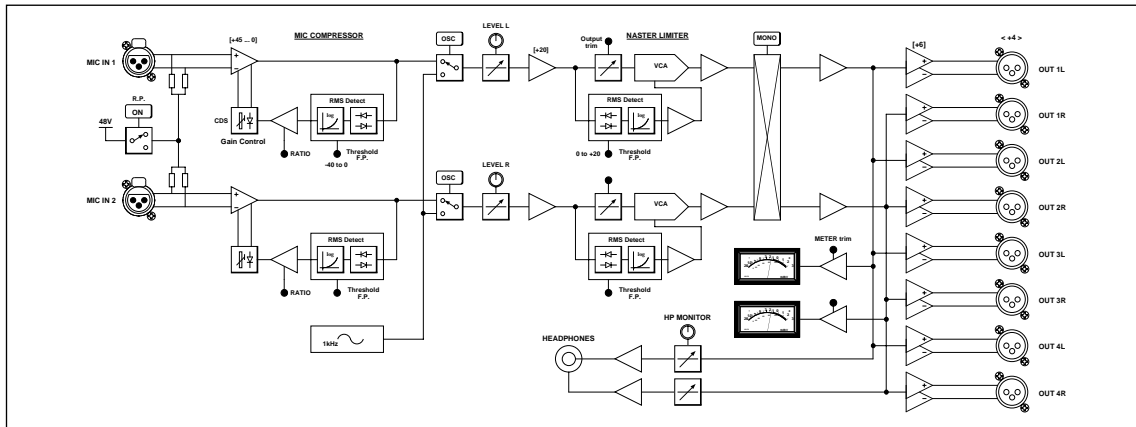 [+45 ... 0]
MIC COMPRESSOR
OSC
LEVEL L
[+20]
Output
trim
NASTER LIMITER
MONO
[+6]
< +4 >
MIC IN 1
+
−
VCA
+
−
OUT 1L
R.P.
ON
48V
CDS
Gain Control
RMS Detect
log
RATIO
Threshold
F.P.
-40 to 0
RMS Detect
log
0 to +20
Threshold
F.P.
+
−
OUT 1R
+
−
OUT 2L
MIC IN 2
+
−
OSC
LEVEL R
VCA
+
−
OUT 2R
RMS Detect
log
RATIO
Threshold
F.P.
RMS Detect
log
Threshold
F.P.
METER trim
+
−
OUT 3L
+
−
OUT 3R
1kHz
HEADPHONES
HP MONITOR
+
−
OUT 4L
+
−
OUT 4R